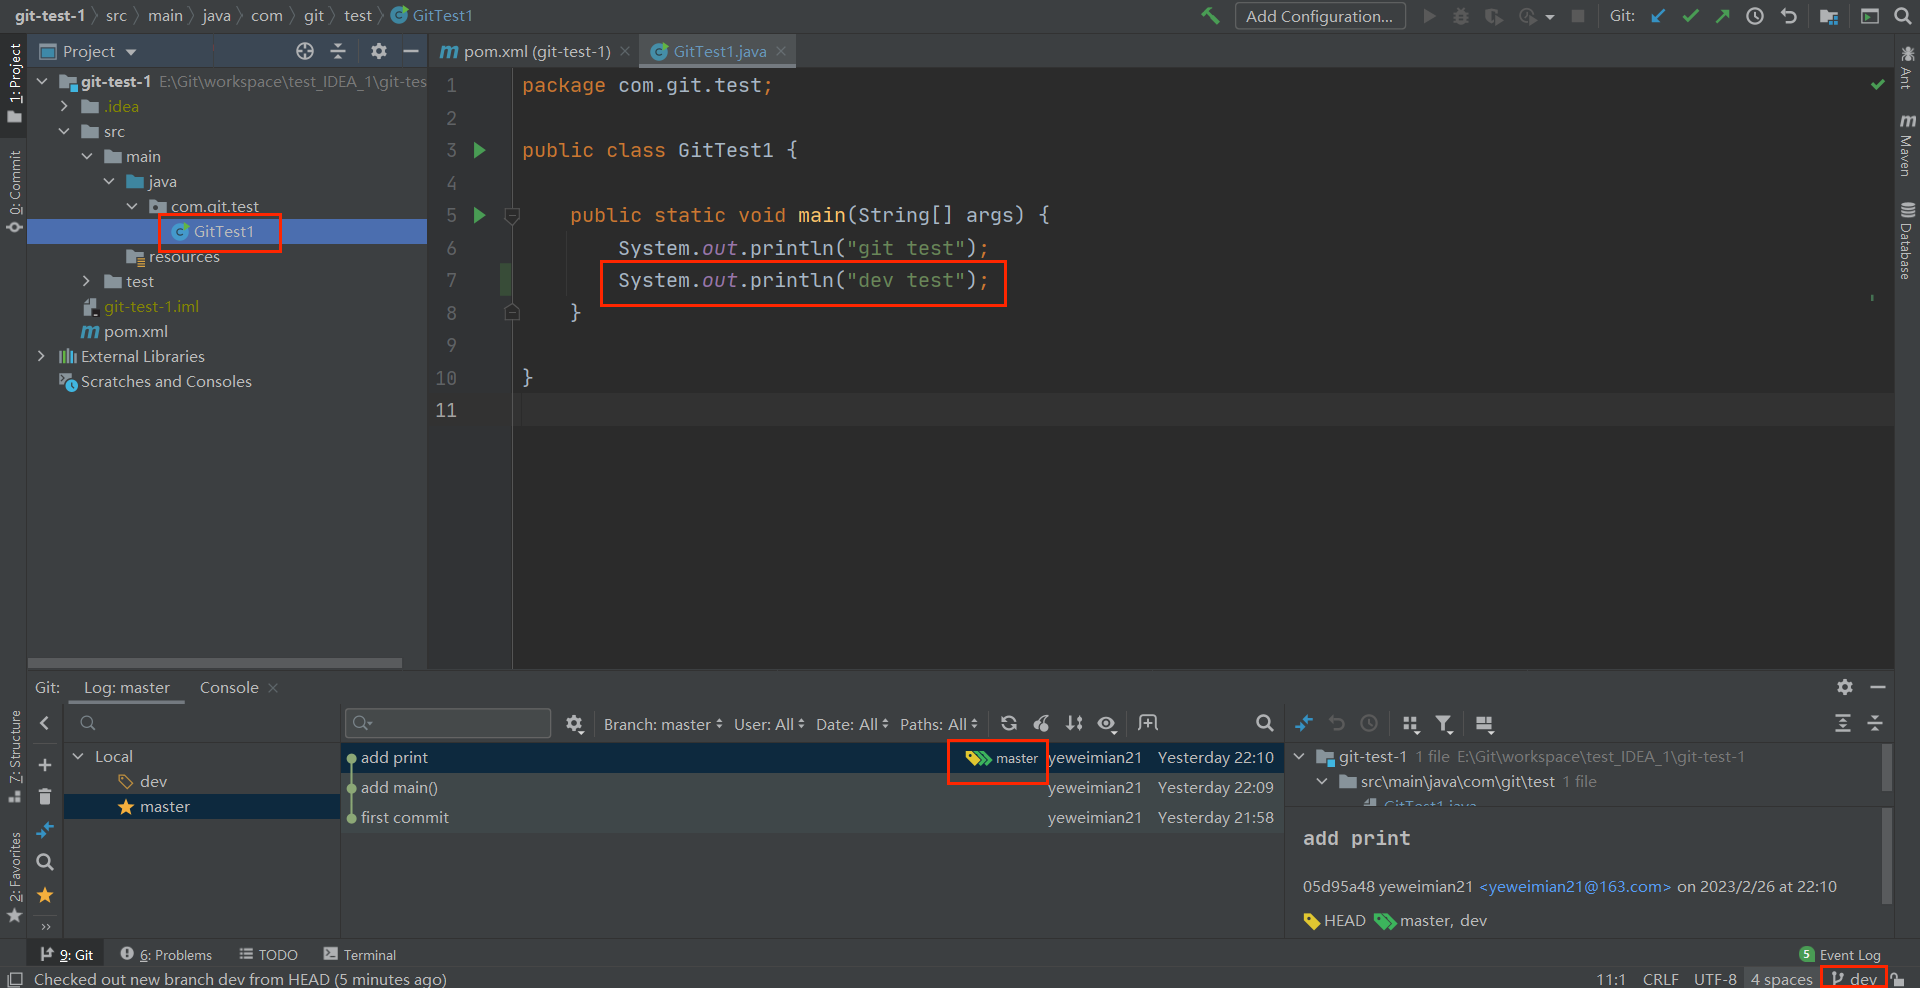 git-test-1 src main java com git test GitTest1
Add Configuration...
Git:
1: Project
0: Commit
7: Structure
2: Favorites
Project
git-test-1 E:\Git\workspace\test_IDEA_1\git-tes
.idea
src
main
java
com.git.test
GitTest1
resources
test
git-test-1.iml
m pom.xml
External Libraries
Scratches and Consoles
m pom.xml (git-test-1)
GitTest1.java
1 package com.git.test;
2
3 public class GitTest1 {
4
5 public static void main(String[] args) {
6 System.out.println("git test");
7 System.out.println("dev test");
8 }
9
10 }
11
Ant
m Maven
Database
Git: Log: master Console
Local
dev
master
Branch: master User: All Date: All Paths: All
add print master yeweimian21 Yesterday 22:10
add main() yeweimian21 Yesterday 22:09
first commit yeweimian21 Yesterday 21:58
git-test-1 1 file E:\Git\workspace\test_IDEA_1\git-test-1
src\main\java\com\git\test 1 file
GitTest1.java
add print
05d95a48 yeweimian21 <yeweimian21@163.com> on 2023/2/26 at 22:10
HEAD master, dev
9: Git 6: Problems TODO Terminal
5 Event Log
Checked out new branch dev from HEAD (5 minutes ago)
11:1 CRLF UTF-8 4 spaces dev